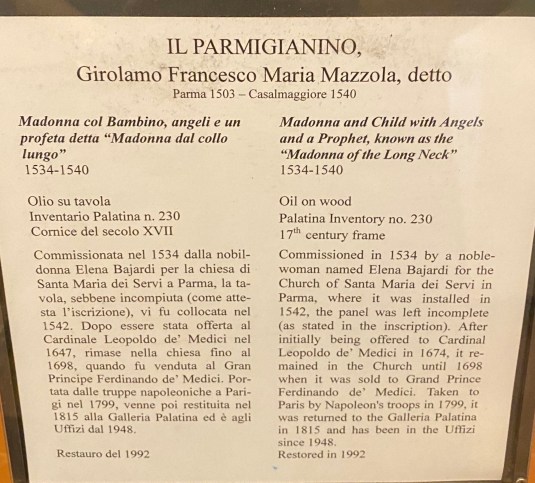 IL PARMIGIANINO,
Girolamo Francesco Maria Mazzola, detto
Parma 1503 – Casalmaggiore 1540
Madonna col Bambino, angeli e un
profeta detta “Madonna dal collo
lungo”
1534-1540
Olio su tavola
Inventario Palatina n. 230
Cornice del secolo XVII
Commissionata nel 1534 dalla nobil-
donna Elena Bajardi per la chiesa di
Santa Maria dei Servi a Parma, la ta-
vola, sebbene incompiuta (come atte-
sta l’iscrizione), vi fu collocata nel
1542. Dopo essere stata offerta al
Cardinale Leopoldo de’ Medici nel
1647, rimase nella chiesa fino al
1698, quando fu venduta al Gran
Principe Ferdinando de’ Medici. Por-
tata dalle truppe napoleoniche a Pari-
gi nel 1799, venne poi restituita nel
1815 alla Galleria Palatina ed è agli
Uffizi dal 1948.
Restauro del 1992
Madonna and Child with Angels
and a Prophet, known as the
“Madonna of the Long Neck”
1534-1540
Oil on wood
Palatina Inventory no. 230
17th century frame
Commissioned in 1534 by a noble-
woman named Elena Bajardi for the
Church of Santa Maria dei Servi in
Parma, where it was installed in
1542, the panel was left incomplete
(as stated in the inscription). After
initially being offered to Cardinal
Leopoldo de’ Medici in 1674, it re-
mained in the Church until 1698
when it was sold to Grand Prince
Ferdinando de’ Medici. Taken to
Paris by Napoleon's troops in 1799, it
was returned to the Galleria Palatina
in 1815 and has been in the Uffizi
since 1948.
Restored in 1992